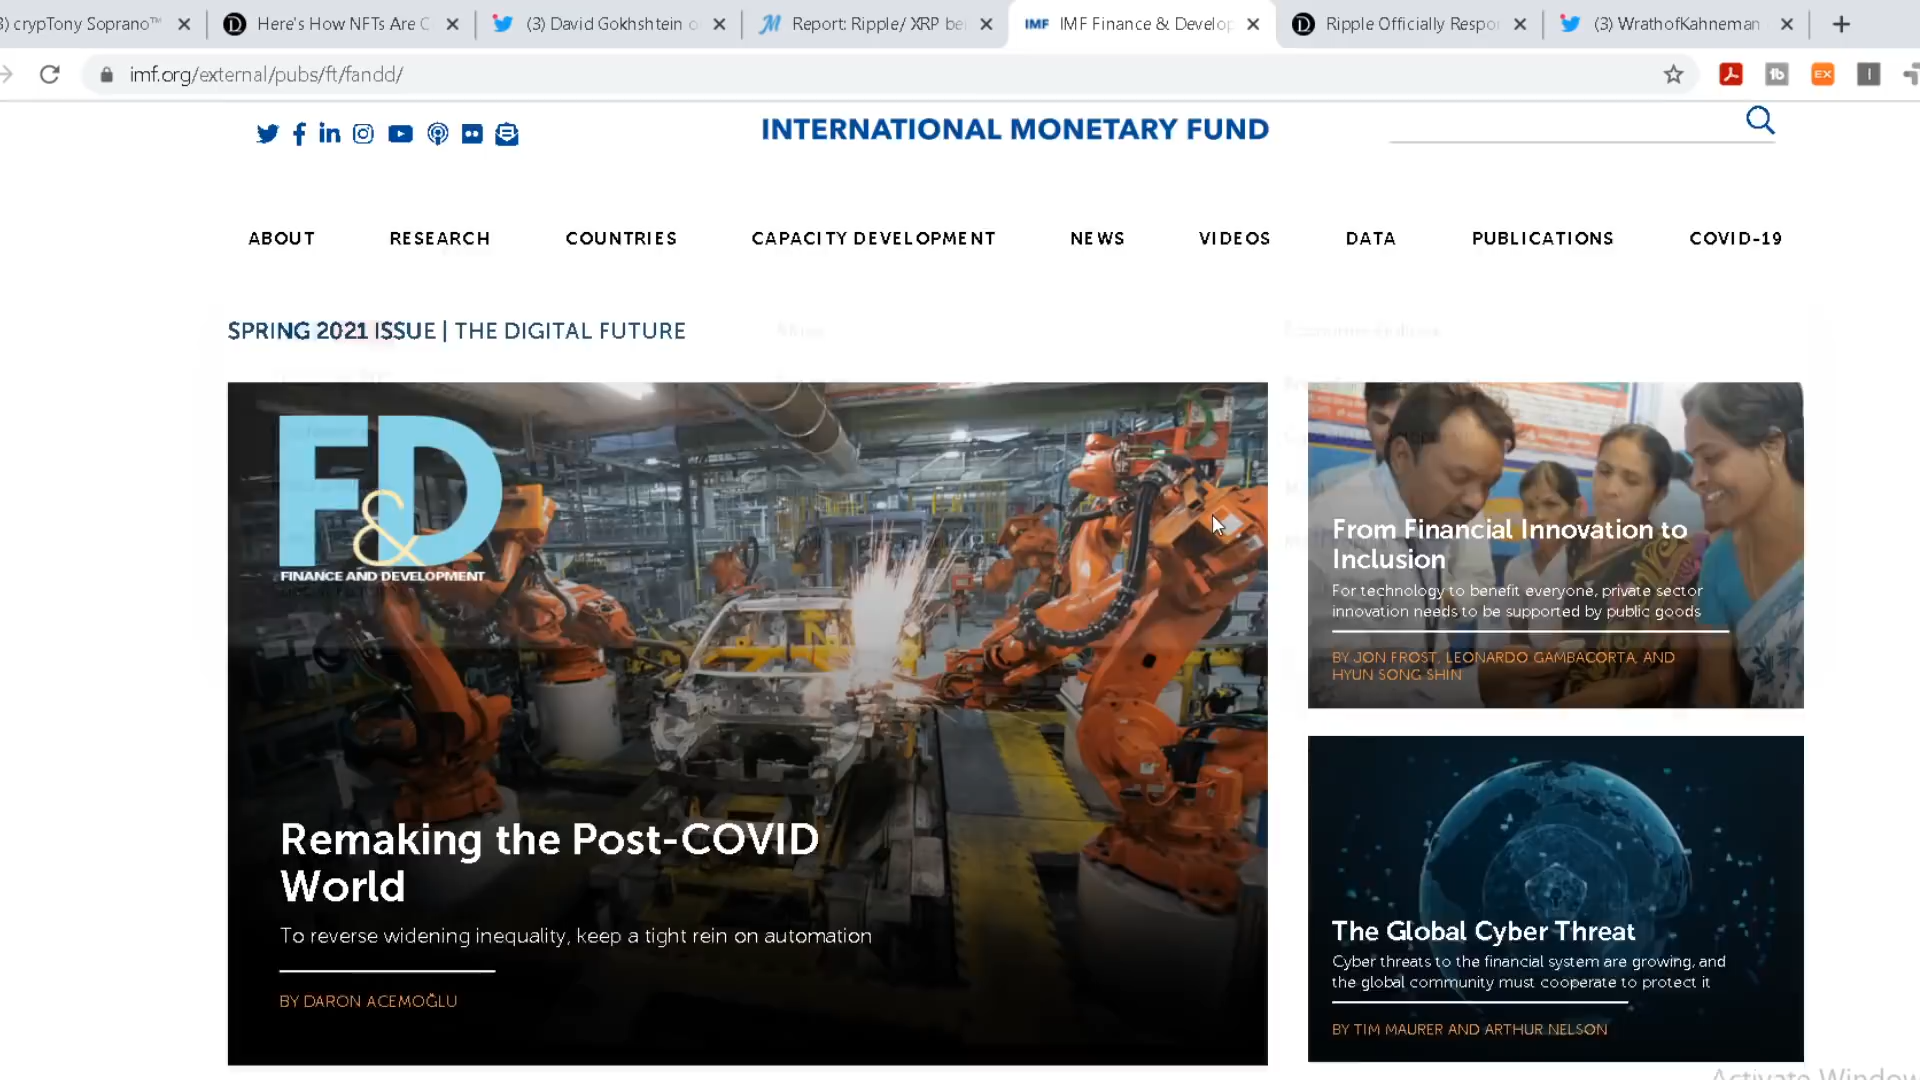 3) crypTony Soprano™
Here's How NFTs Are C
(3) David Gokhshtein o
Report: Ripple/ XRP be
IMF IMF Finance & Develop
Ripple Officially Respo
(3) WrathofKahneman
imf.org/external/pubs/ft/fandd/
EX
INTERNATIONAL MONETARY FUND
ABOUT RESEARCH COUNTRIES CAPACITY DEVELOPMENT NEWS VIDEOS DATA PUBLICATIONS COVID-19
SPRING 2021 ISSUE | THE DIGITAL FUTURE
F&D
FINANCE AND DEVELOPMENT
Remaking the Post-COVID
World
To reverse widening inequality, keep a tight rein on automation
BY DARON ACEMOĞLU
From Financial Innovation to
Inclusion
For technology to benefit everyone, private sector
innovation needs to be supported by public goods
BY JON FROST, LEONARDO GAMBACORTA, AND
HYUN SONG SHIN
The Global Cyber Threat
Cyber threats to the financial system are growing, and
the global community must cooperate to protect it
BY TIM MAURER AND ARTHUR NELSON
Activate Window